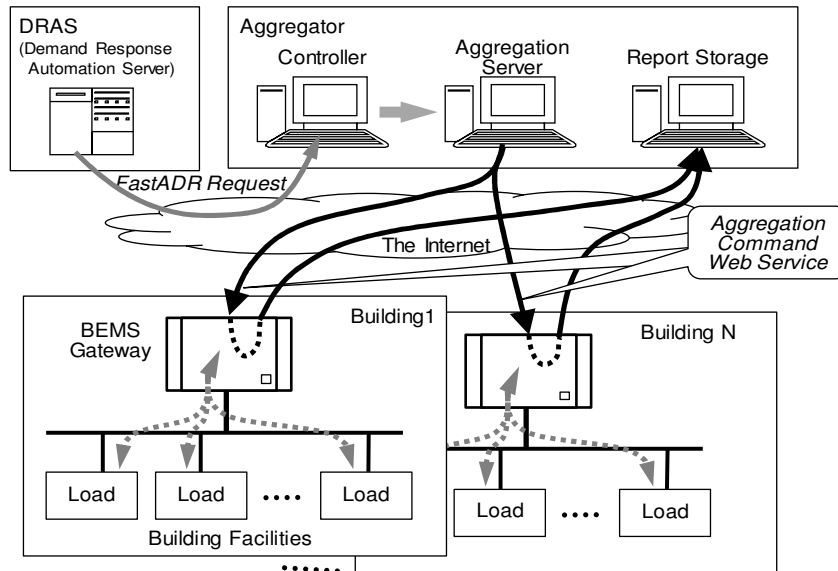 DRAS
(Demand Response
Automation Server)
Aggregator
Controller
Aggregation
Server
Report Storage
FastADR Request
The Internet
Aggregation
Command
Web Service
Building1
BEMS
Gateway
Load
Load
....
Load
Building Facilities
Building N
Load
....
Load
......